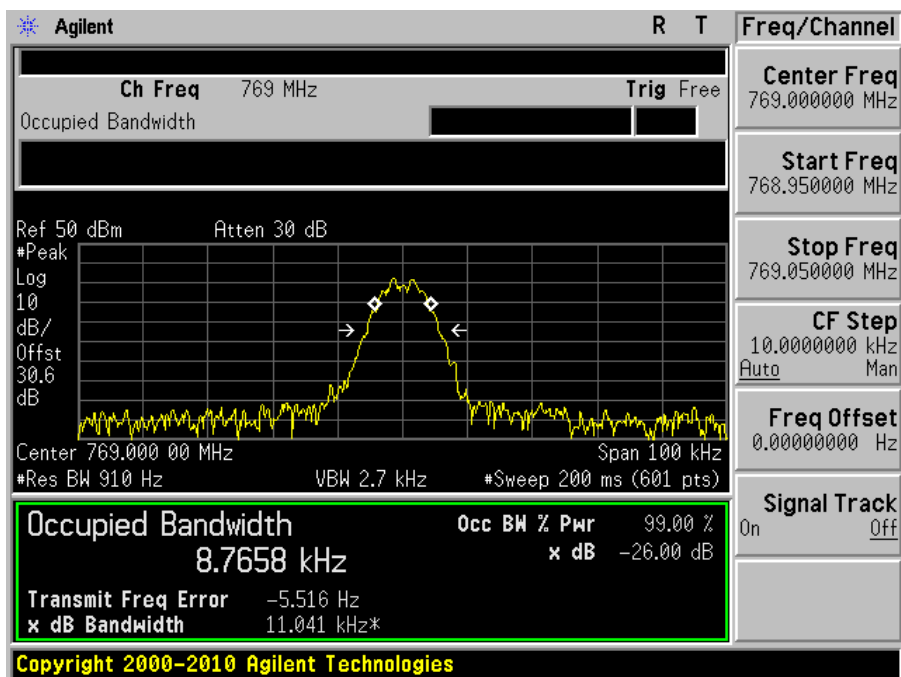 Agilent R T
Ch Freq 769 MHz Trig Free
Occupied Bandwidth
Ref 50 dBm Atten 30 dB
#Peak
Log
10
dB/
Offst
30.6
dB
Center 769.000 00 MHz Span 100 kHz
#Res BW 910 Hz VBW 2.7 kHz #Sweep 200 ms (601 pts)
Occupied Bandwidth Occ BW % Pwr 99.00 %
8.7658 kHz x dB -26.00 dB
Transmit Freq Error -5.516 Hz
x dB Bandwidth 11.041 kHz*
Copyright 2000-2010 Agilent Technologies
Freq/Channel
Center Freq
769.000000 MHz
Start Freq
768.950000 MHz
Stop Freq
769.050000 MHz
CF Step
10.0000000 kHz
Auto Man
Freq Offset
0.00000000 Hz
Signal Track
On Off